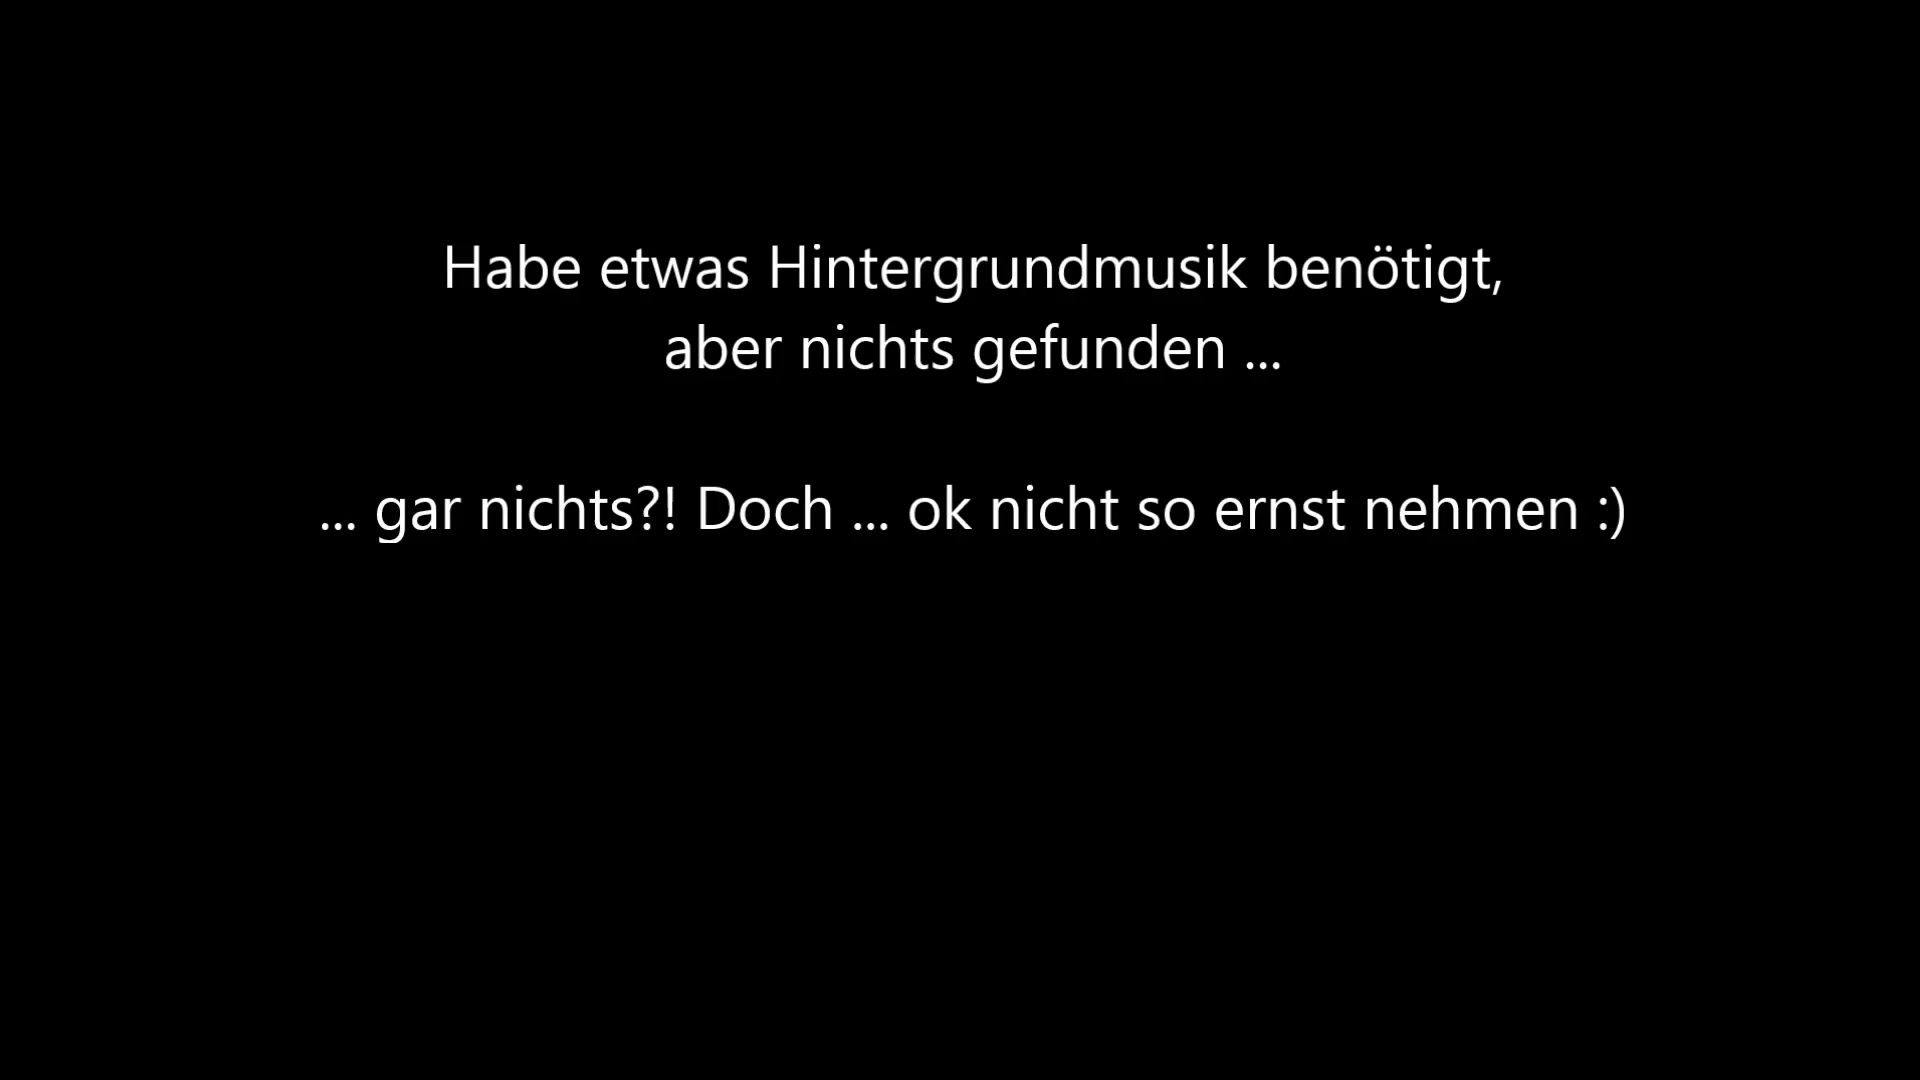 Habe etwas Hintergrundmusik benötigt,
aber nichts gefunden ...
... gar nichts?! Doch ... ok nicht so ernst nehmen :)